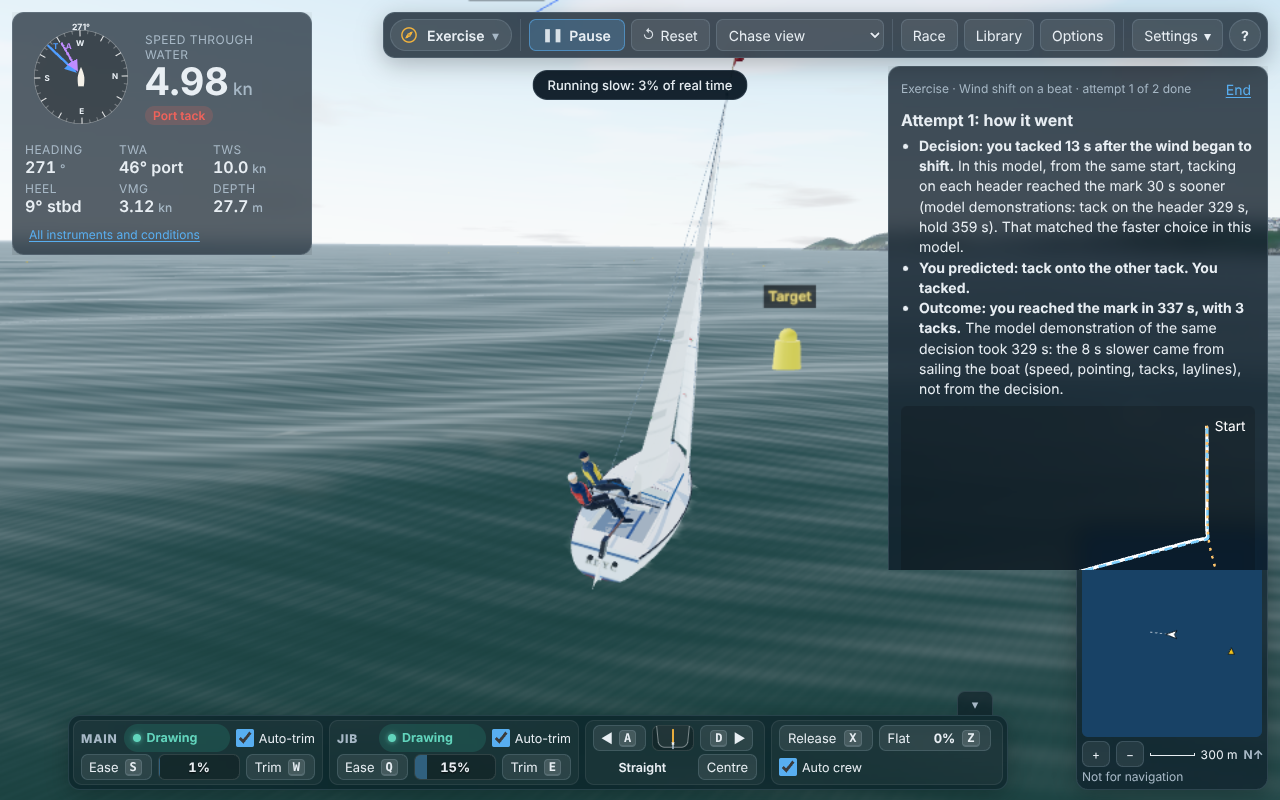 271°
W
T
A
S
N
E
SPEED THROUGH
WATER
4.98 kn
Port tack
HEADING
TWA
TWS
271 °
46° port
10.0 kn
HEEL
VMG
DEPTH
9° stbd
3.12 kn
27.7 m
All instruments and conditions
Exercise ▾
Pause
Reset
Chase view
Race
Library
Options
Settings ▾
?
Running slow: 3% of real time
Exercise · Wind shift on a beat · attempt 1 of 2 done
End
Attempt 1: how it went
• Decision: you tacked 13 s after the wind began to
shift. In this model, from the same start, tacking
on each header reached the mark 30 s sooner
(model demonstrations: tack on the header 329 s,
hold 359 s). That matched the faster choice in this
model.
• You predicted: tack onto the other tack. You
tacked.
• Outcome: you reached the mark in 337 s, with 3
tacks. The model demonstration of the same
decision took 329 s: the 8 s slower came from
sailing the boat (speed, pointing, tacks, laylines),
not from the decision.
Start
Target
▾
MAIN
Drawing
Auto-trim
Ease S
1%
Trim W
JIB
Drawing
Auto-trim
Ease Q
15%
Trim E
◀ A
D ▶
Straight
Centre
Release X
Flat 0% Z
Auto crew
+
−
300 m N↑
Not for navigation